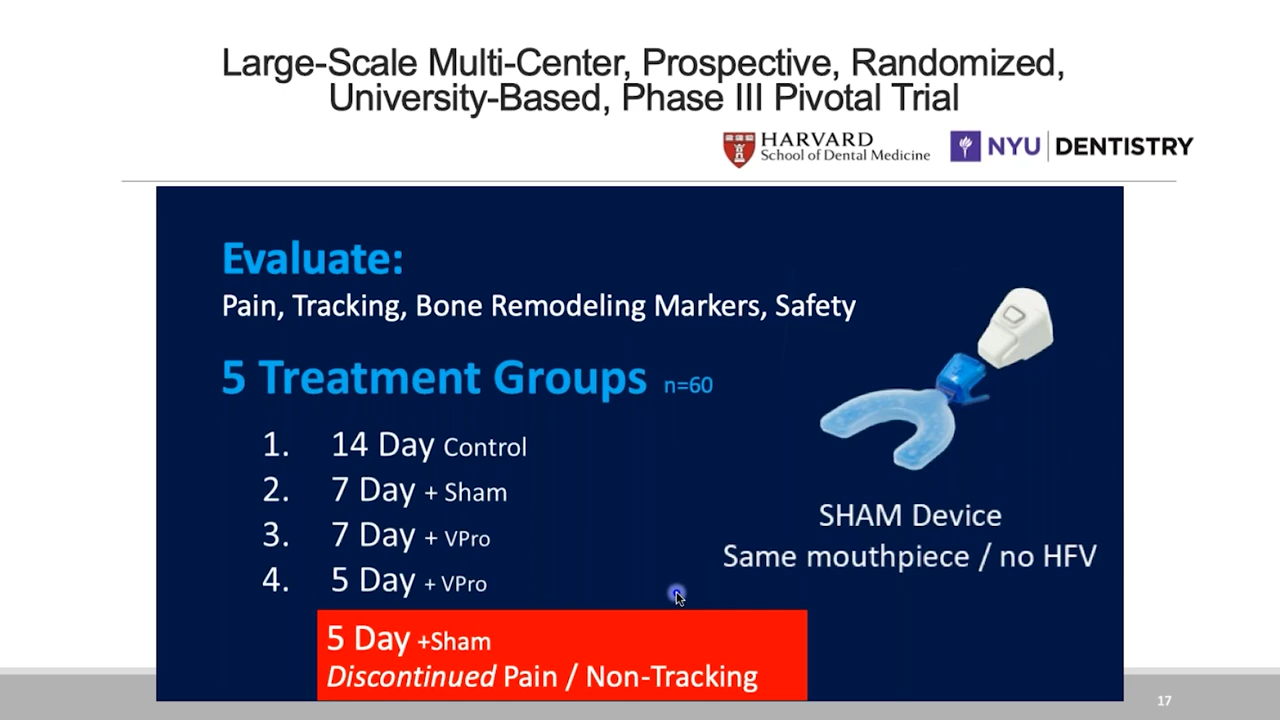 Large-Scale Multi-Center, Prospective, Randomized,
University-Based, Phase III Pivotal Trial
HARVARD
School of Dental Medicine
NYU DENTISTRY
Evaluate:
Pain, Tracking, Bone Remodeling Markers, Safety
5 Treatment Groups n=60
1. 14 Day Control
2. 7 Day + Sham
3. 7 Day + VPro
4. 5 Day + VPro
5 Day +Sham
Discontinued Pain / Non-Tracking
SHAM Device
Same mouthpiece / no HFV
17